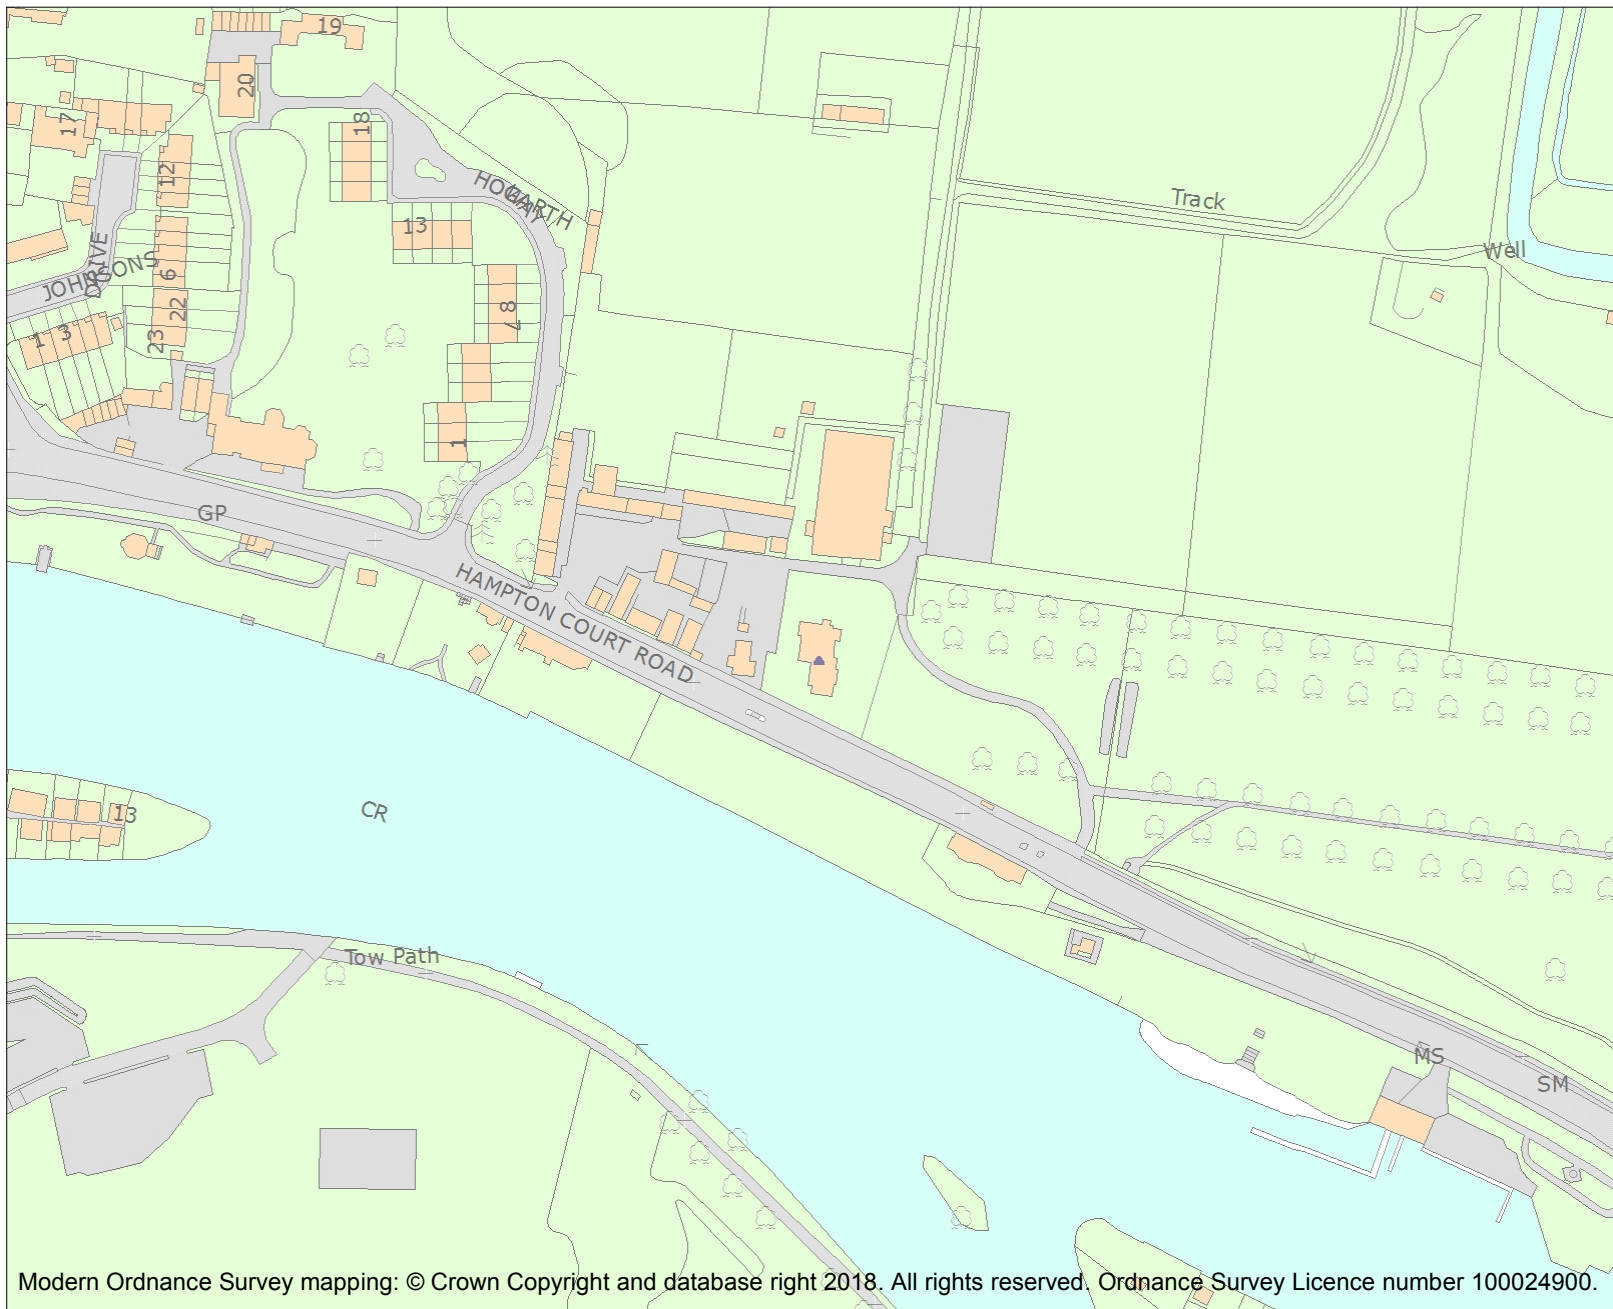 19
20
18
17
12
HOGARTH
WAY
Track
13
DRIVE
JOHNSONS
Well
6
22
8
7
1
3
23
1
GP
HAMPTON COURT ROAD
CR
13
Tow Path
MS
SM
Modern Ordnance Survey mapping: © Crown Copyright and database right 2018. All rights reserved. Ordnance Survey Licence number 100024900.